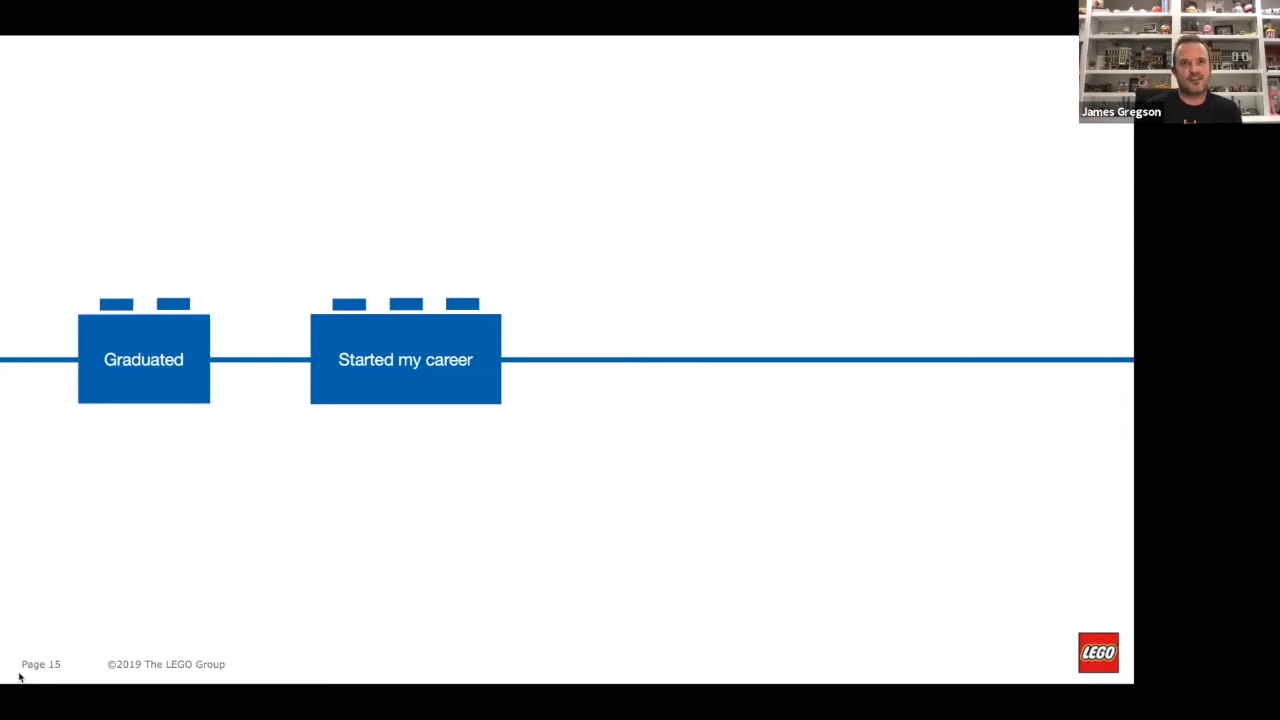 James Gregson
Graduated
Started my career
Page 15
©2019 The LEGO Group
LEGO